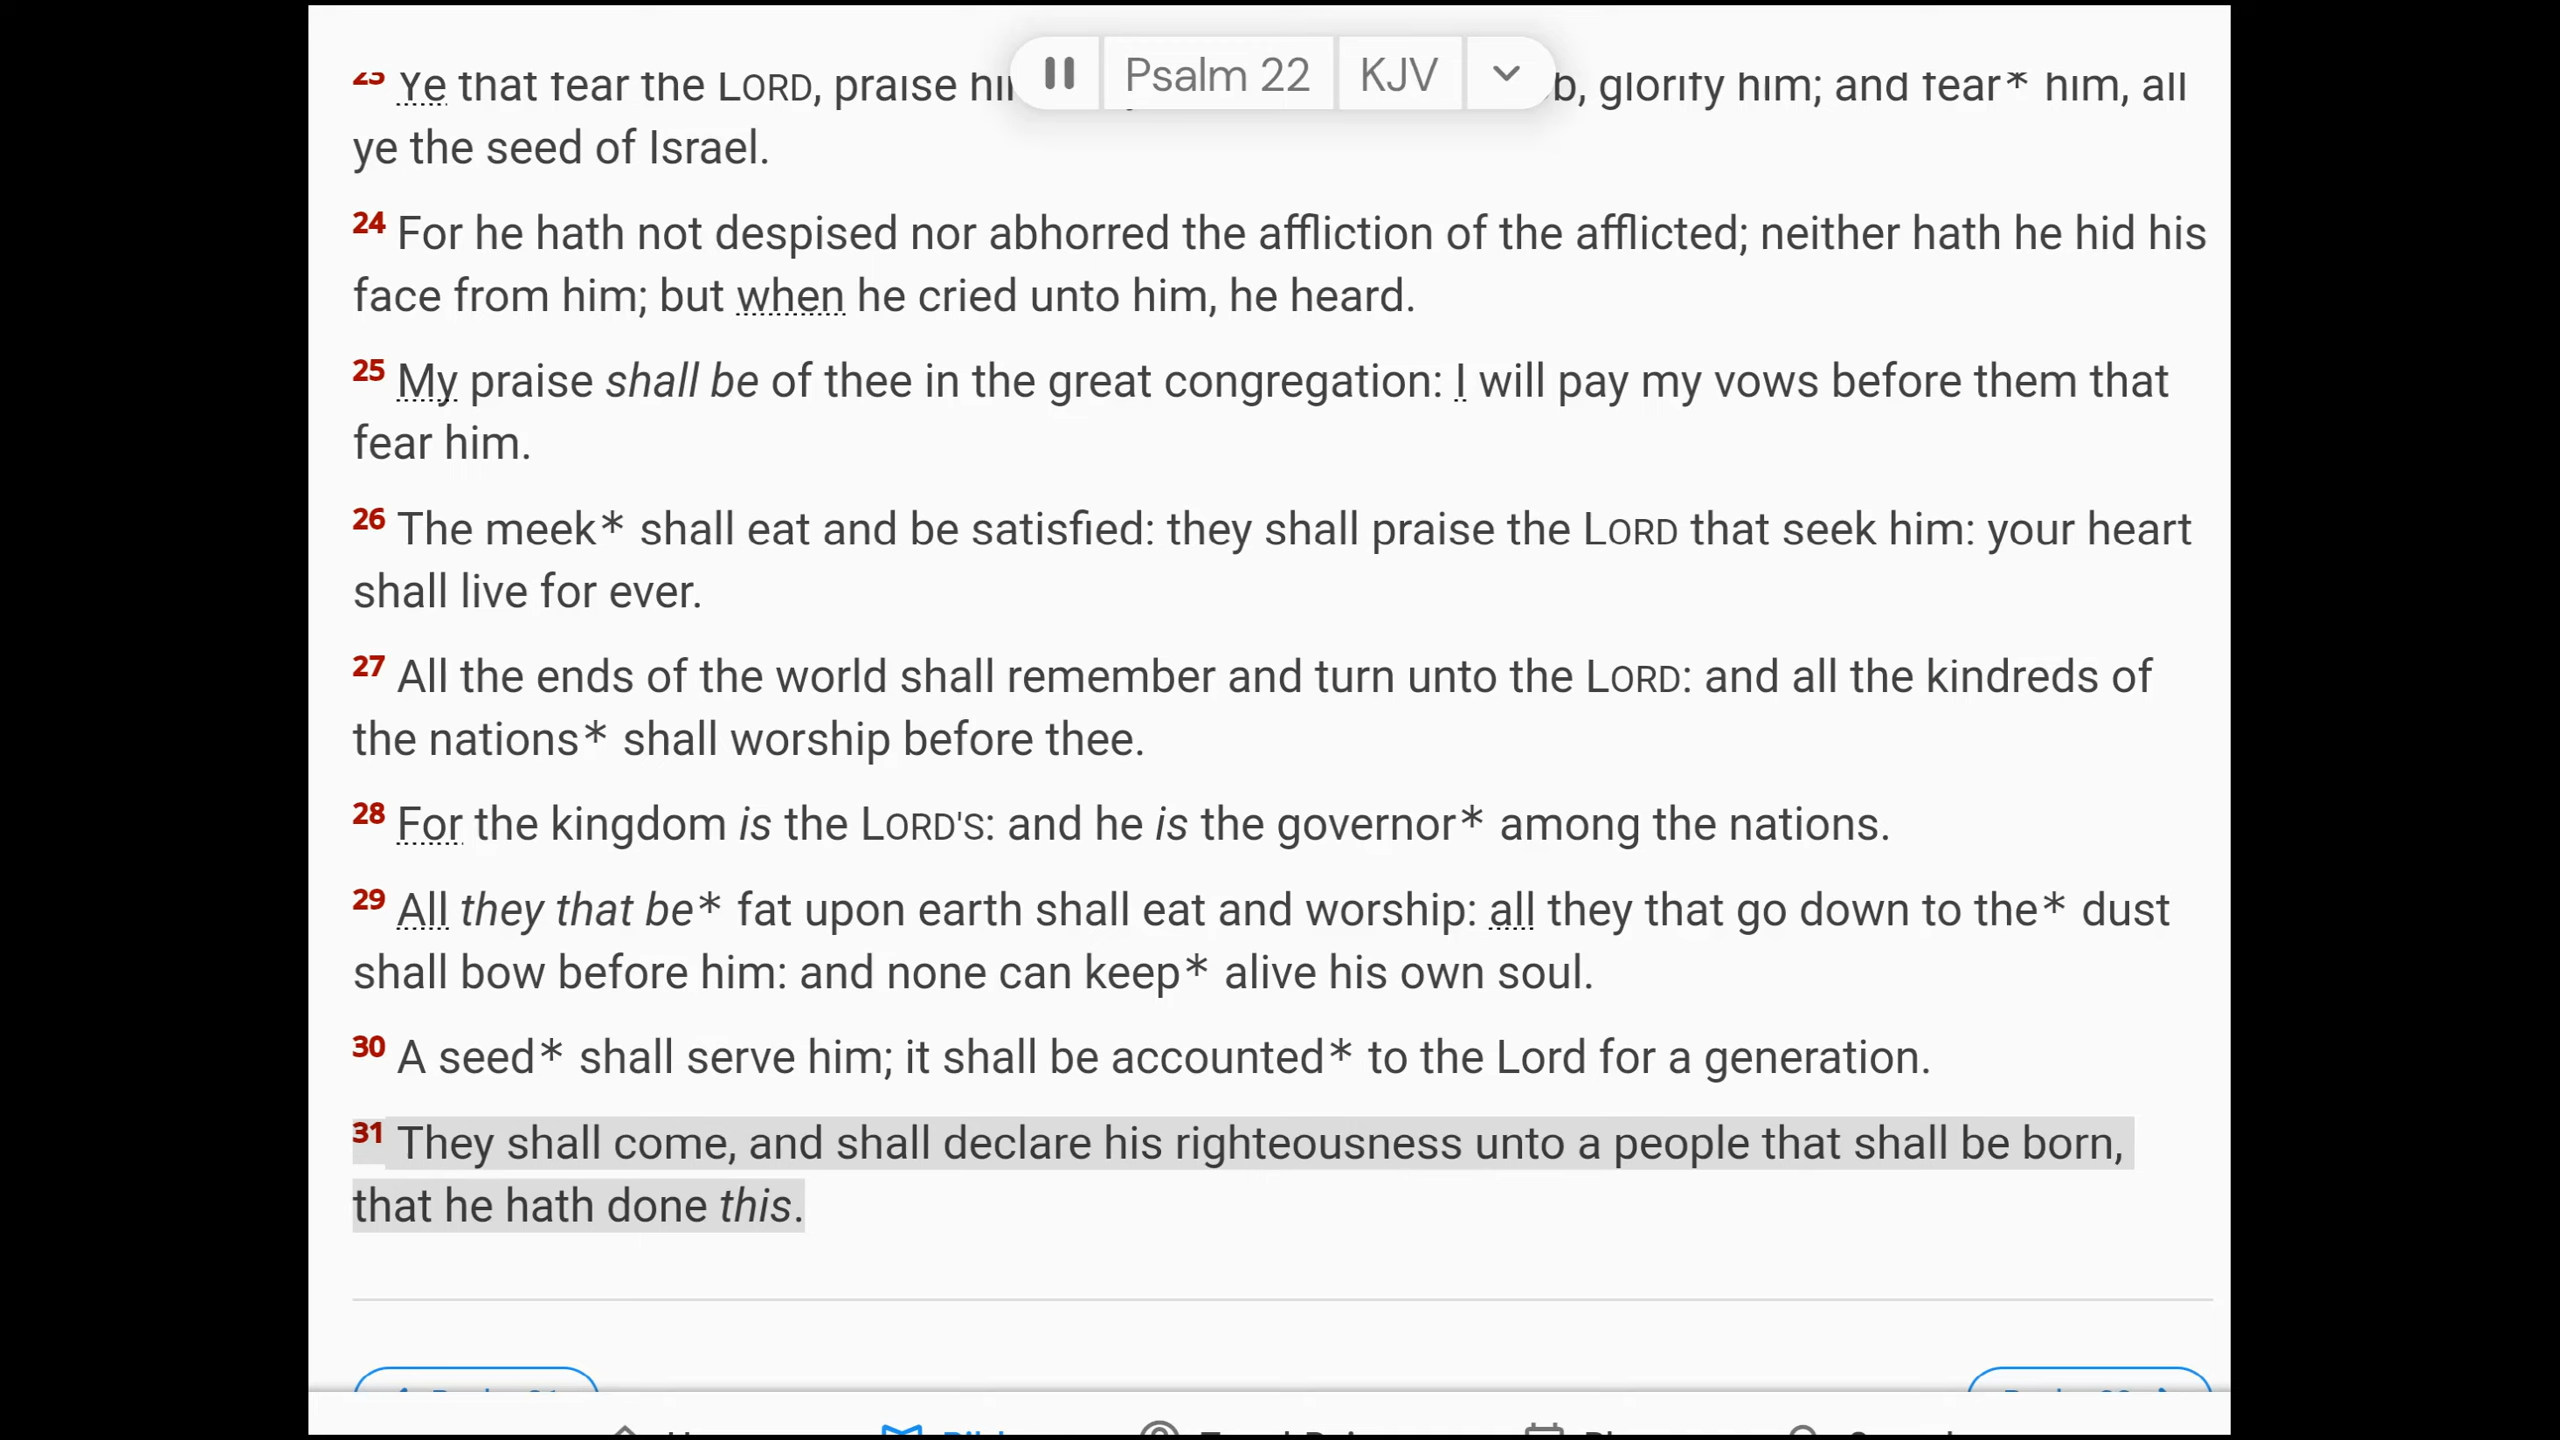 Psalm 22 KJV
23 Ye that fear the LORD, praise glorify him; and fear* him, all
ye the seed of Israel.
24 For he hath not despised nor abhorred the affliction of the afflicted; neither hath he hid his
face from him; but when he cried unto him, he heard.
25 My praise shall be of thee in the great congregation: I will pay my vows before them that
fear him.
26 The meek* shall eat and be satisfied: they shall praise the LORD that seek him: your heart
shall live for ever.
27 All the ends of the world shall remember and turn unto the LORD: and all the kindreds of
the nations* shall worship before thee.
28 For the kingdom is the LORD'S: and he is the governor* among the nations.
29 All they that be* fat upon earth shall eat and worship: all they that go down to the* dust
shall bow before him: and none can keep* alive his own soul.
30 A seed* shall serve him; it shall be accounted* to the Lord for a generation.
31 They shall come, and shall declare his righteousness unto a people that shall be born,
that he hath done this.